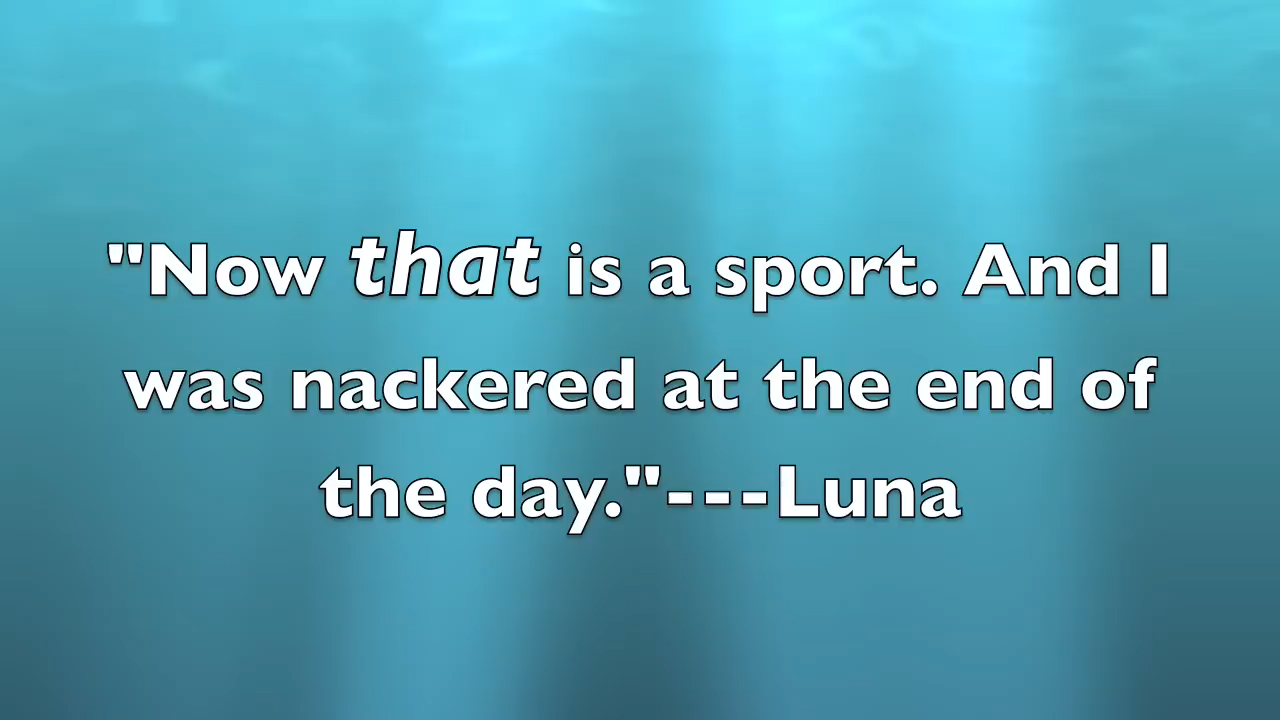 "Now that is a sport. And I
was nackered at the end of
the day."---Luna